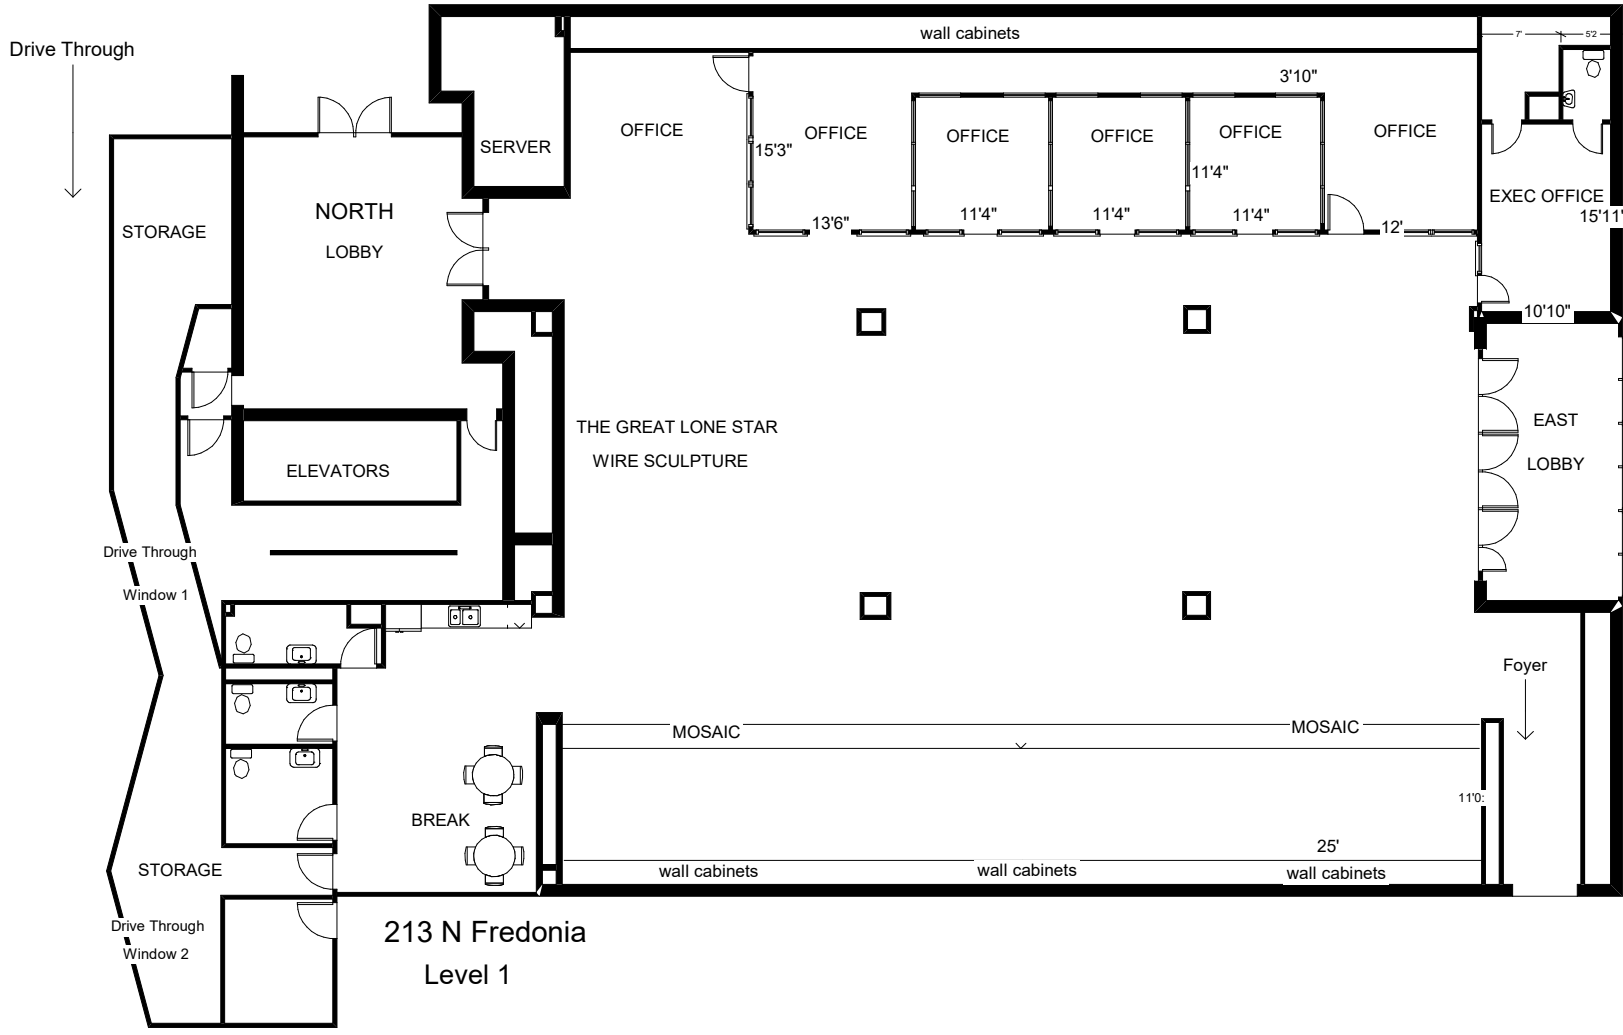 wall cabinets
7'
5'2
Drive Through
3'10"
OFFICE
OFFICE
OFFICE
OFFICE
OFFICE
OFFICE
SERVER
15'3"
11'4"
EXEC OFFICE
NORTH
LOBBY
STORAGE
13'6"
11'4"
11'4"
11'4"
12'
15'11"
10'10"
THE GREAT LONE STAR
WIRE SCULPTURE
EAST
LOBBY
ELEVATORS
Drive Through
Window 1
Foyer
MOSAIC
MOSAIC
11'0:
BREAK
25'
STORAGE
wall cabinets
wall cabinets
wall cabinets
Drive Through
Window 2
213 N Fredonia
Level 1